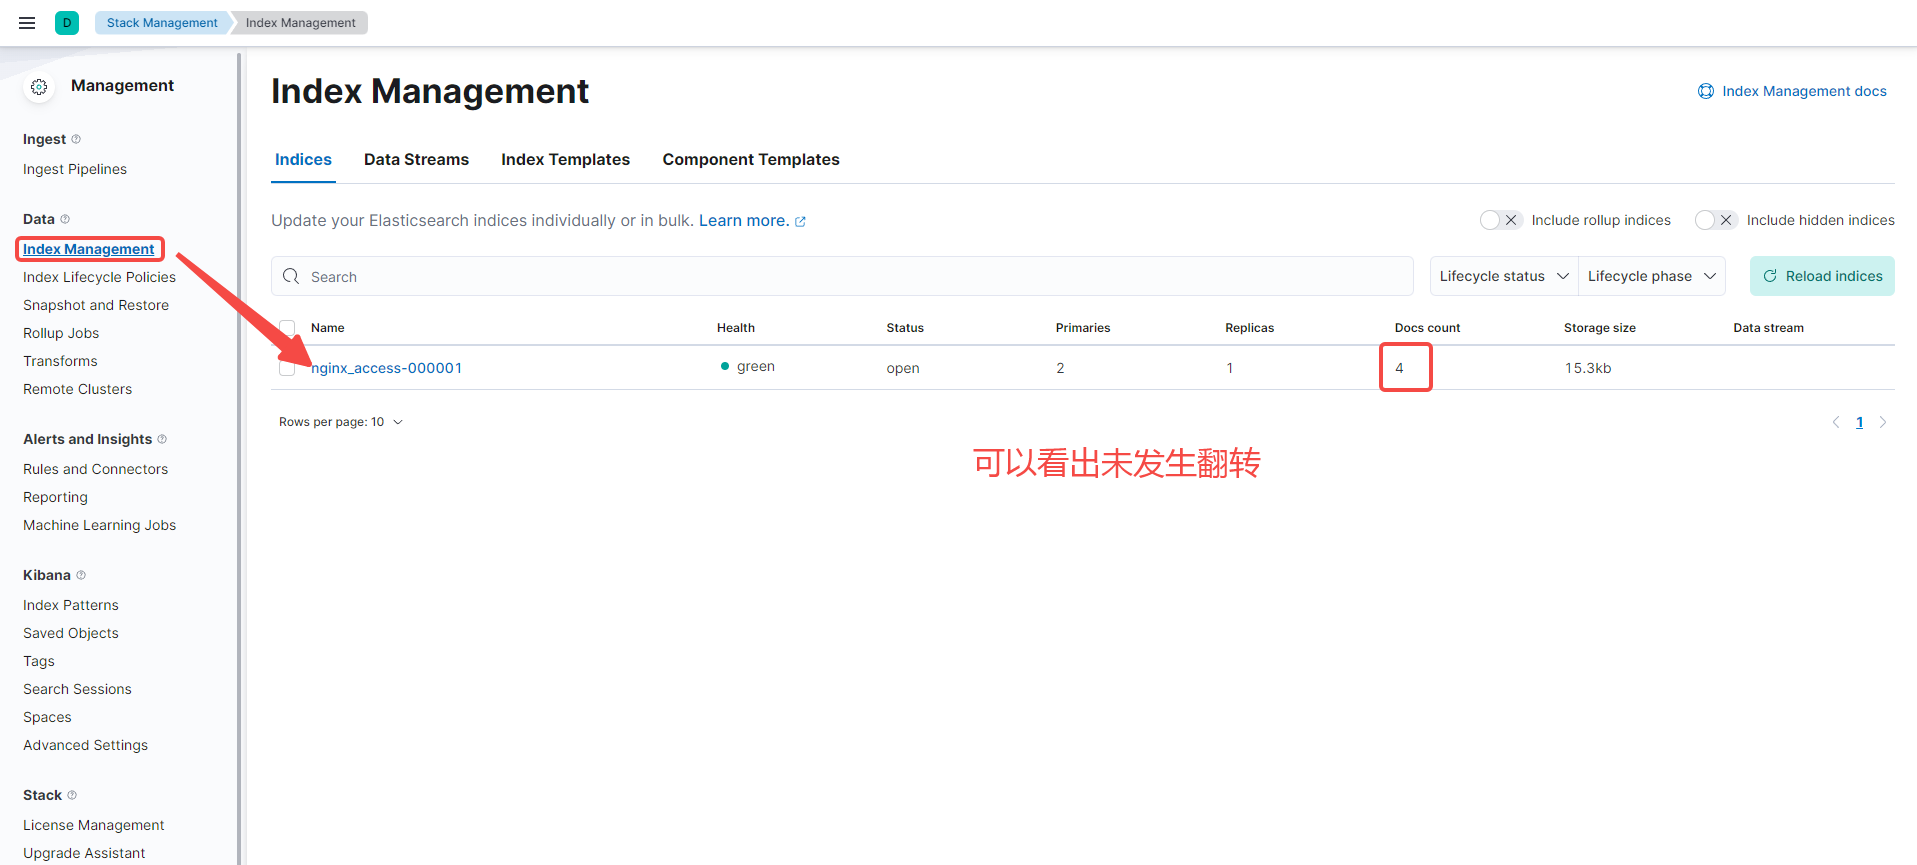 D
Stack Management
Index Management
Management
Ingest
Ingest Pipelines
Data
Index Management
Index Lifecycle Policies
Snapshot and Restore
Rollup Jobs
Transforms
Remote Clusters
Alerts and Insights
Rules and Connectors
Reporting
Machine Learning Jobs
Kibana
Index Patterns
Saved Objects
Tags
Search Sessions
Spaces
Advanced Settings
Stack
License Management
Upgrade Assistant
Index Management
Index Management docs
Indices Data Streams Index Templates Component Templates
Update your Elasticsearch indices individually or in bulk. Learn more.
Include rollup indices
Include hidden indices
Search
Lifecycle status
Lifecycle phase
Reload indices
Name Health Status Primaries Replicas Docs count Storage size Data stream
nginx_access-000001 green open 2 1 4 15.3kb
Rows per page: 10
1
可以看出未发生翻转